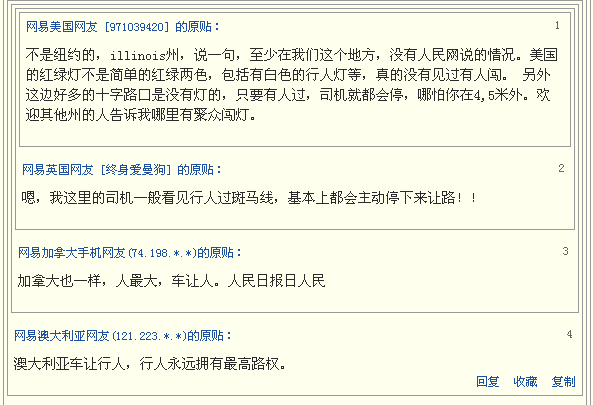 网易美国网友 [971039420] 的原贴： 1
不是纽约的，illinois州，说一句，至少在我们这个地方，没有人民网说的情况。美国
的红绿灯不是简单的红绿两色，包括有白色的行人灯等，真的没有见过有人闯。 另外
这边好多的十字路口是没有灯的，只要有人过，司机就都会停，哪怕你在4,5米外。欢
迎其他州的人告诉我哪里有聚众闯灯。
网易英国网友 [终身爱曼狗] 的原贴： 2
嗯，我这里的司机一般看见行人过斑马线，基本上都会主动停下来让路！！
网易加拿大手机网友(74.198.*.*)的原贴： 3
加拿大也一样，人最大，车让人。人民日报日人民
网易澳大利亚网友(121.223.*.*)的原贴： 4
澳大利亚车让行人，行人永远拥有最高路权。
回复 收藏 复制